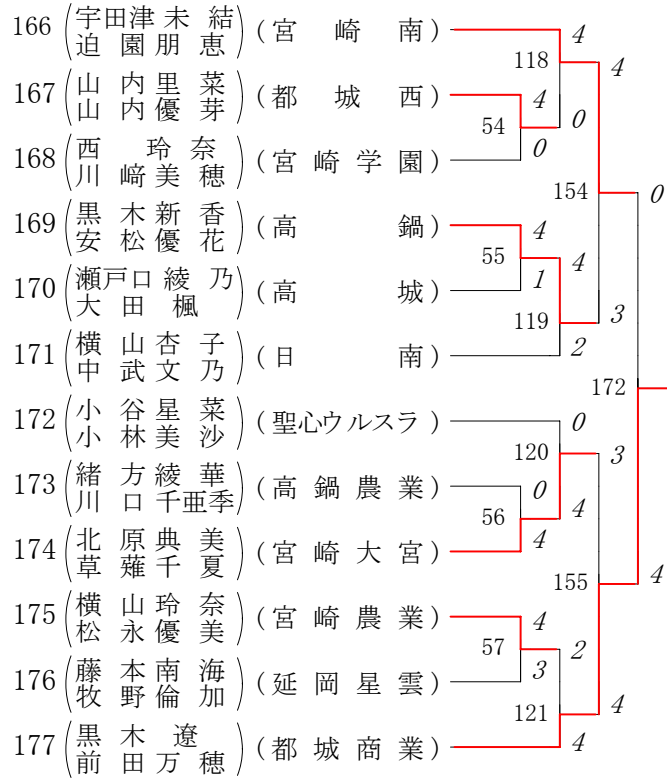 166 (宇田津未結 迫園朋恵) (宮崎南) 4
118 4
167 (山内里菜 山内優芽) (都城西) 4
54 0
168 (西玲奈 川﨑美穂) (宮崎学園) 0
154 0
169 (黒木新香 安松優花) (高鍋) 4
55 4
170 (瀬戸口綾乃 大田楓) (高城) 1
119 3
171 (横山杏子 中武文乃) (日南) 2
172
172 (小谷星菜 小林美沙) (聖心ウルスラ) 0
120 3
173 (緒方綾華 川口千亜季) (高鍋農業) 0
56 4
174 (北原典美 草薙千夏) (宮崎大宮) 4
155 4
175 (横山玲奈 松永優美) (宮崎農業) 4
57 2
176 (藤本南海 牧野倫加) (延岡星雲) 3
121 4
177 (黒木遼 前田万穂) (都城商業) 4